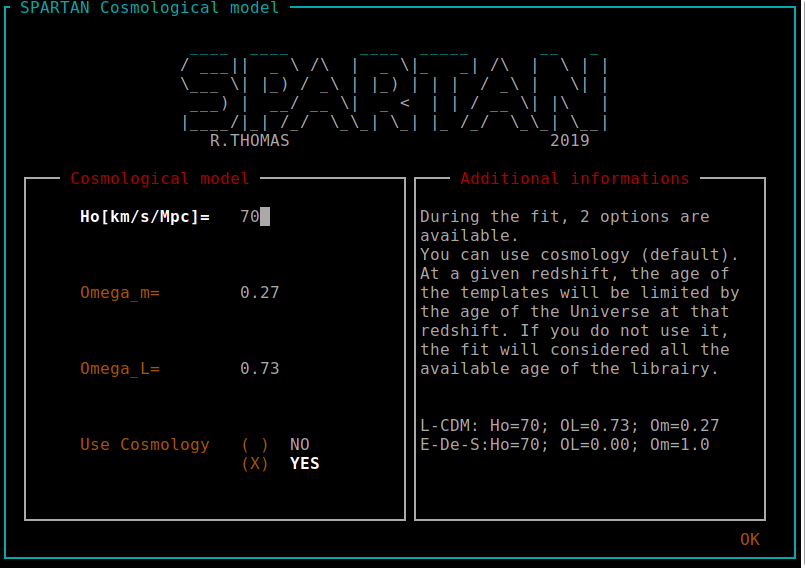 SPARTAN Cosmological model
SPARTAN
R.THOMAS 2019
Cosmological model
Ho[km/s/Mpc]= 70
Omega_m= 0.27
Omega_L= 0.73
Use Cosmology ( ) NO
(X) YES
Additional informations
During the fit, 2 options are
available.
You can use cosmology (default).
At a given redshift, the age of
the templates will be limited by
the age of the Universe at that
redshift. If you do not use it,
the fit will considered all the
available age of the librairy.
L-CDM: Ho=70; OL=0.73; Om=0.27
E-De-S:Ho=70; OL=0.00; Om=1.0
OK